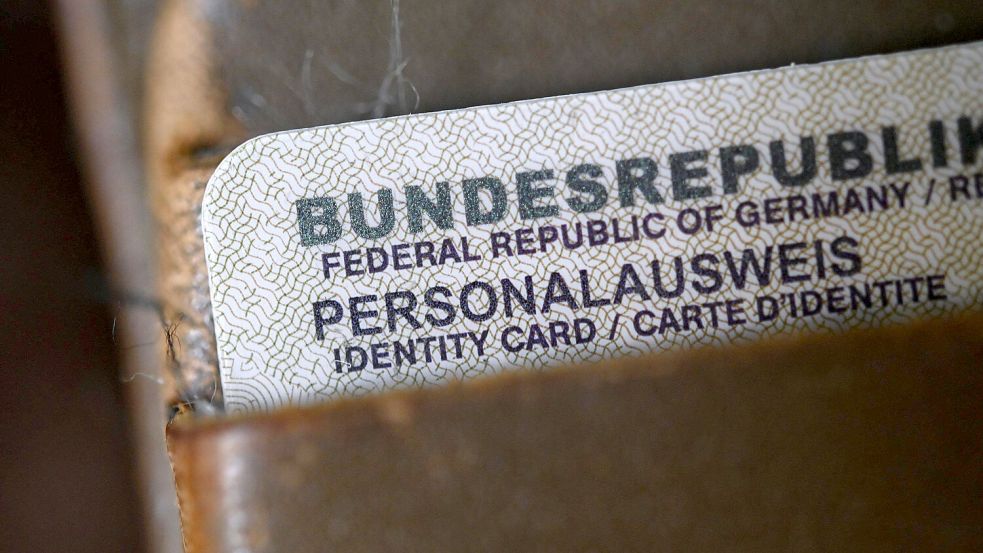 BUNDESREPUBLIK
FEDERAL REPUBLIC OF GERMANY /
PERSONALAUSWEIS
IDENTITY CARD / CARTE D'IDENTITE